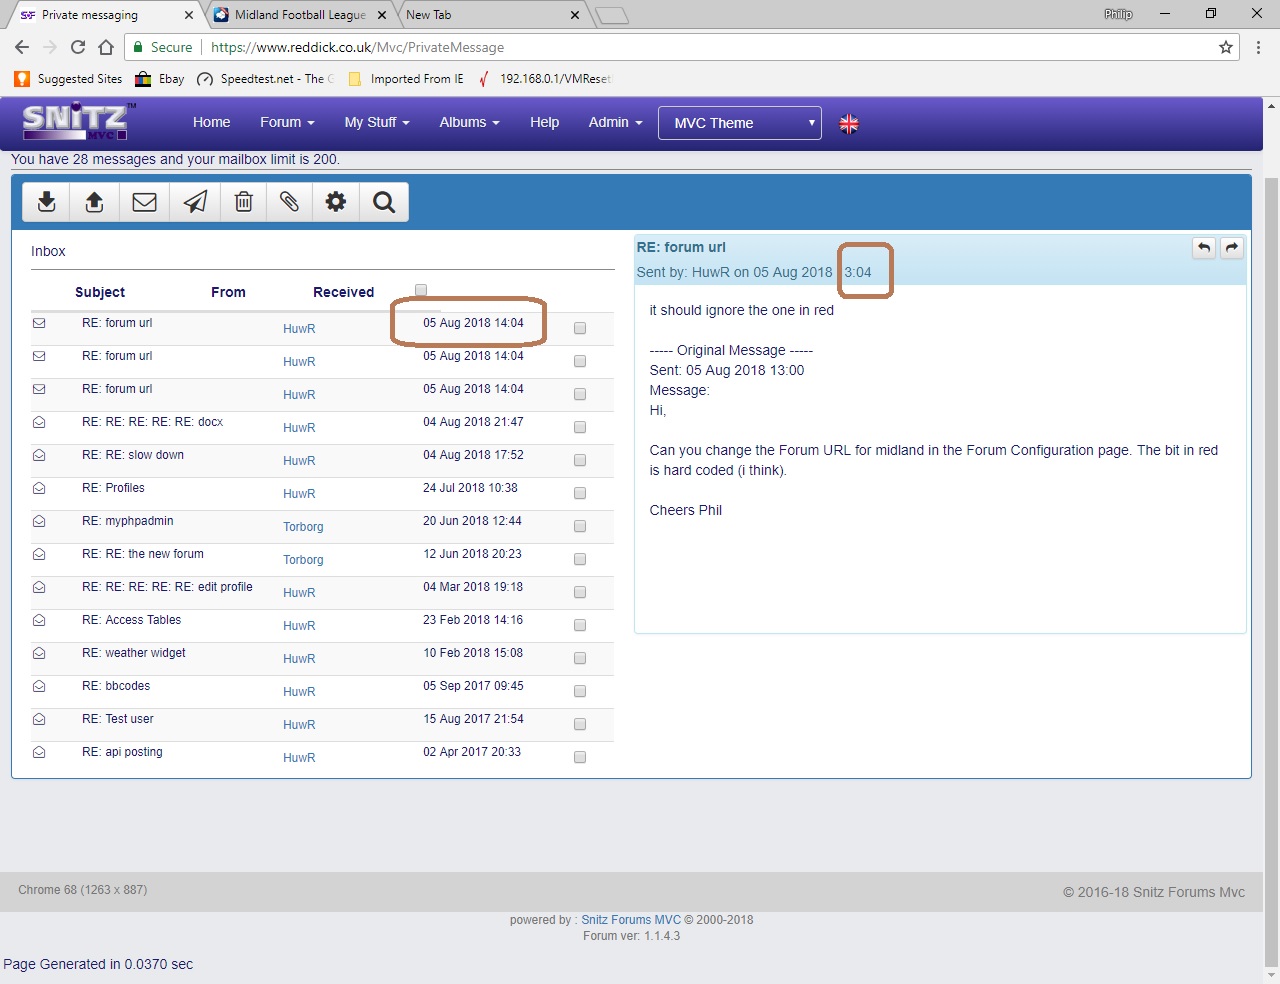 Private messaging
Midland Football League
New Tab
Philip
Secure
https://www.reddick.co.uk/Mvc/PrivateMessage
Suggested Sites
Ebay
Speedtest.net - The G
Imported From IE
192.168.0.1/VMReset
SNiTZ™
MVC
Home
Forum
My Stuff
Albums
Help
Admin
MVC Theme
You have 28 messages and your mailbox limit is 200.
Inbox
Subject From Received
RE: forum url HuwR 05 Aug 2018 14:04
RE: forum url HuwR 05 Aug 2018 14:04
RE: forum url HuwR 05 Aug 2018 14:04
RE: RE: RE: RE: RE: docx HuwR 04 Aug 2018 21:47
RE: RE: slow down HuwR 04 Aug 2018 17:52
RE: Profiles HuwR 24 Jul 2018 10:38
RE: myphpadmin Torborg 20 Jun 2018 12:44
RE: RE: the new forum Torborg 12 Jun 2018 20:23
RE: RE: RE: RE: RE: edit profile HuwR 04 Mar 2018 19:18
RE: Access Tables HuwR 23 Feb 2018 14:16
RE: weather widget HuwR 10 Feb 2018 15:08
RE: bbcodes HuwR 05 Sep 2017 09:45
RE: Test user HuwR 15 Aug 2017 21:54
RE: api posting HuwR 02 Apr 2017 20:33
RE: forum url
Sent by: HuwR on 05 Aug 2018 3:04
it should ignore the one in red
----- Original Message -----
Sent: 05 Aug 2018 13:00
Message:
Hi,
Can you change the Forum URL for midland in the Forum Configuration page. The bit in red
is hard coded (i think).
Cheers Phil
Chrome 68 (1263 x 887)
© 2016-18 Snitz Forums Mvc
powered by : Snitz Forums MVC © 2000-2018
Forum ver: 1.1.4.3
Page Generated in 0.0370 sec